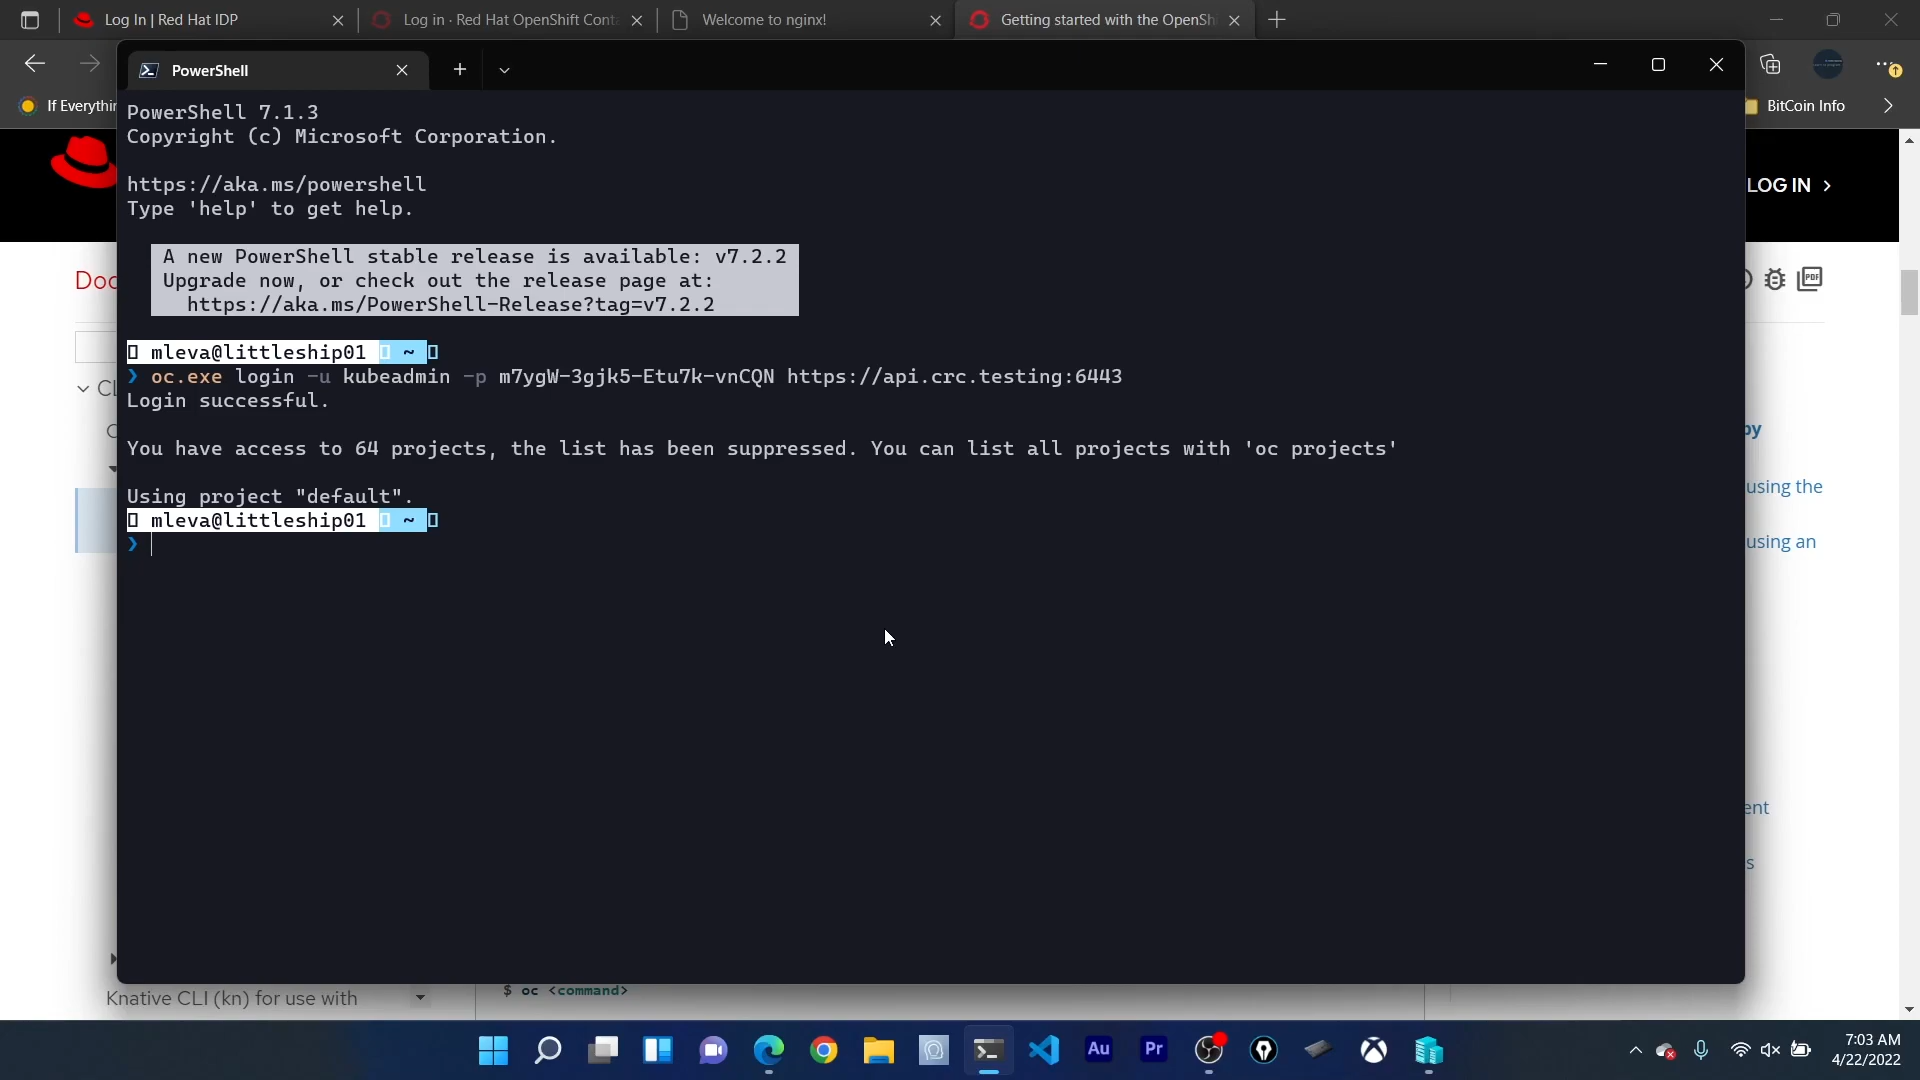 Log In | Red Hat IDP
Log in · Red Hat OpenShift Conta
Welcome to nginx!
Getting started with the OpenSh
If Everythin
BitCoin Info
PowerShell
PowerShell 7.1.3
Copyright (c) Microsoft Corporation.
https://aka.ms/powershell
Type 'help' to get help.
A new PowerShell stable release is available: v7.2.2
Upgrade now, or check out the release page at:
https://aka.ms/PowerShell-Release?tag=v7.2.2
mleva@littleship01 ~
❯ oc.exe login -u kubeadmin -p m7ygW-3gjk5-Etu7k-vnCQN https://api.crc.testing:6443
Login successful.
You have access to 64 projects, the list has been suppressed. You can list all projects with 'oc projects'
Using project "default".
mleva@littleship01 ~
❯
LOG IN
Doc
PDF
CL
by
using the
using an
ent
s
Knative CLI (kn) for use with
$ oc <command>
Au
Pr
7:03 AM
4/22/2022